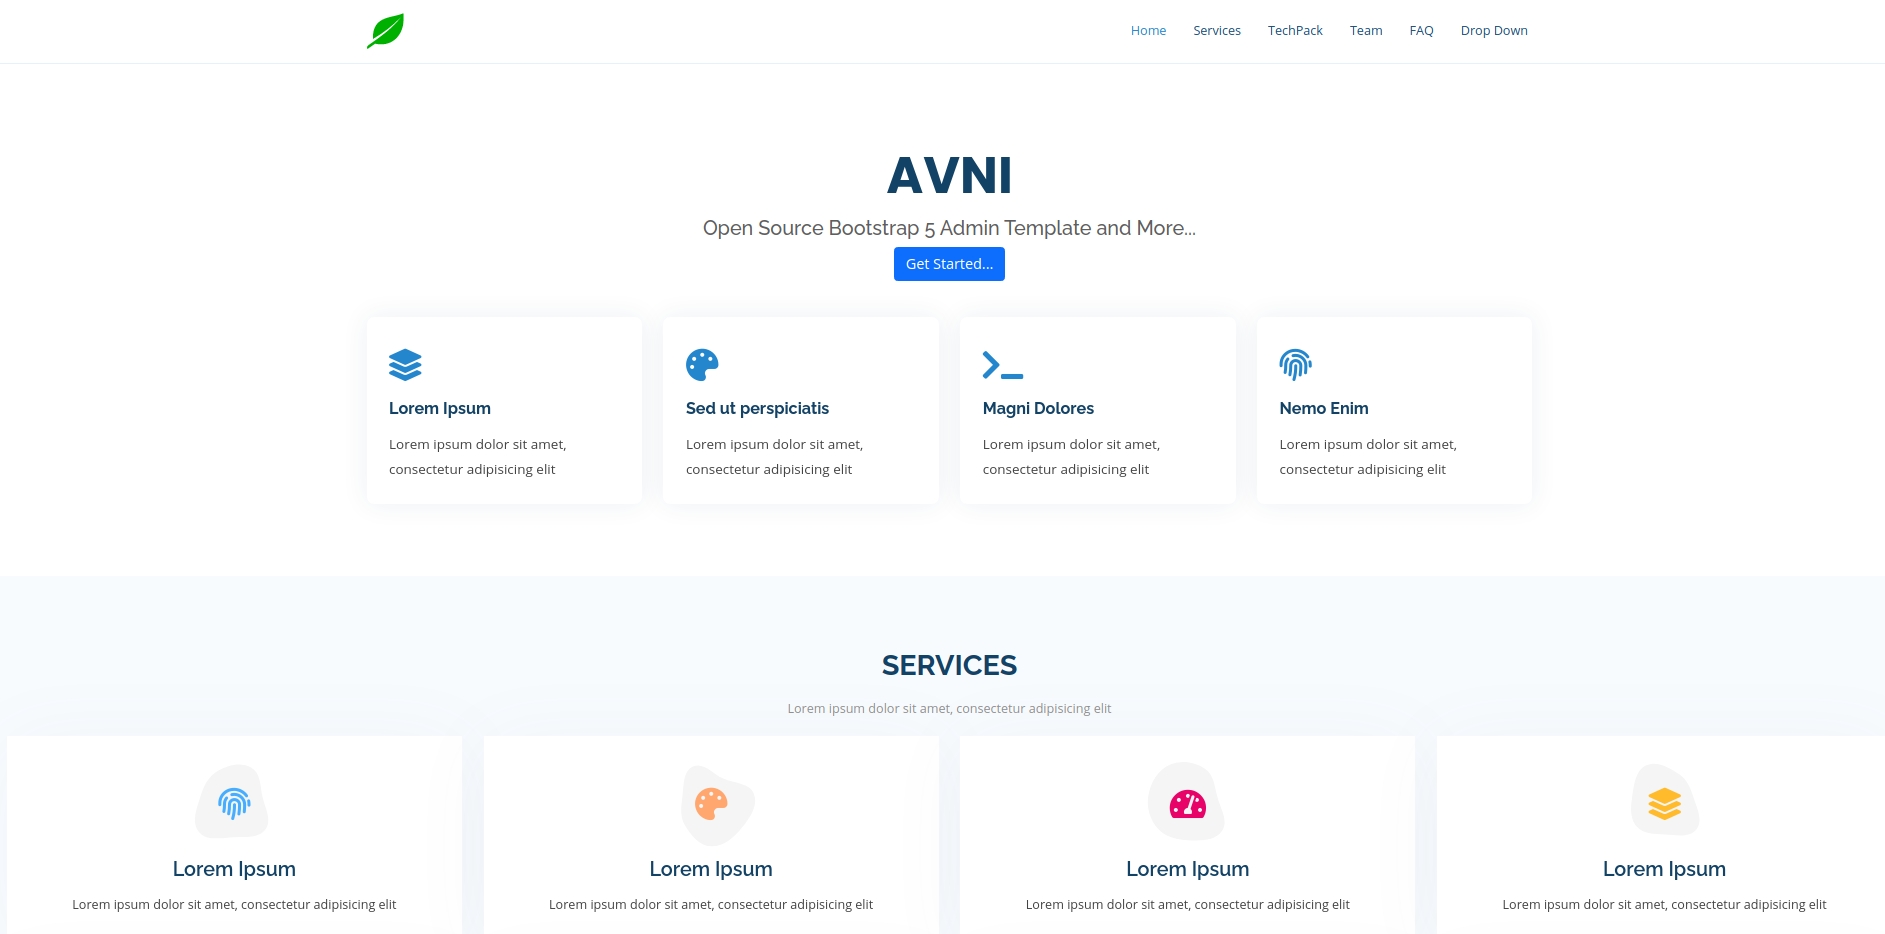 Home Services TechPack Team FAQ Drop Down
AVNI
Open Source Bootstrap 5 Admin Template and More...
Get Started...
Lorem Ipsum
Lorem ipsum dolor sit amet,
consectetur adipisicing elit
Sed ut perspiciatis
Lorem ipsum dolor sit amet,
consectetur adipisicing elit
Magni Dolores
Lorem ipsum dolor sit amet,
consectetur adipisicing elit
Nemo Enim
Lorem ipsum dolor sit amet,
consectetur adipisicing elit
SERVICES
Lorem ipsum dolor sit amet, consectetur adipisicing elit
Lorem Ipsum
Lorem ipsum dolor sit amet, consectetur adipisicing elit
Lorem Ipsum
Lorem ipsum dolor sit amet, consectetur adipisicing elit
Lorem Ipsum
Lorem ipsum dolor sit amet, consectetur adipisicing elit
Lorem Ipsum
Lorem ipsum dolor sit amet, consectetur adipisicing elit